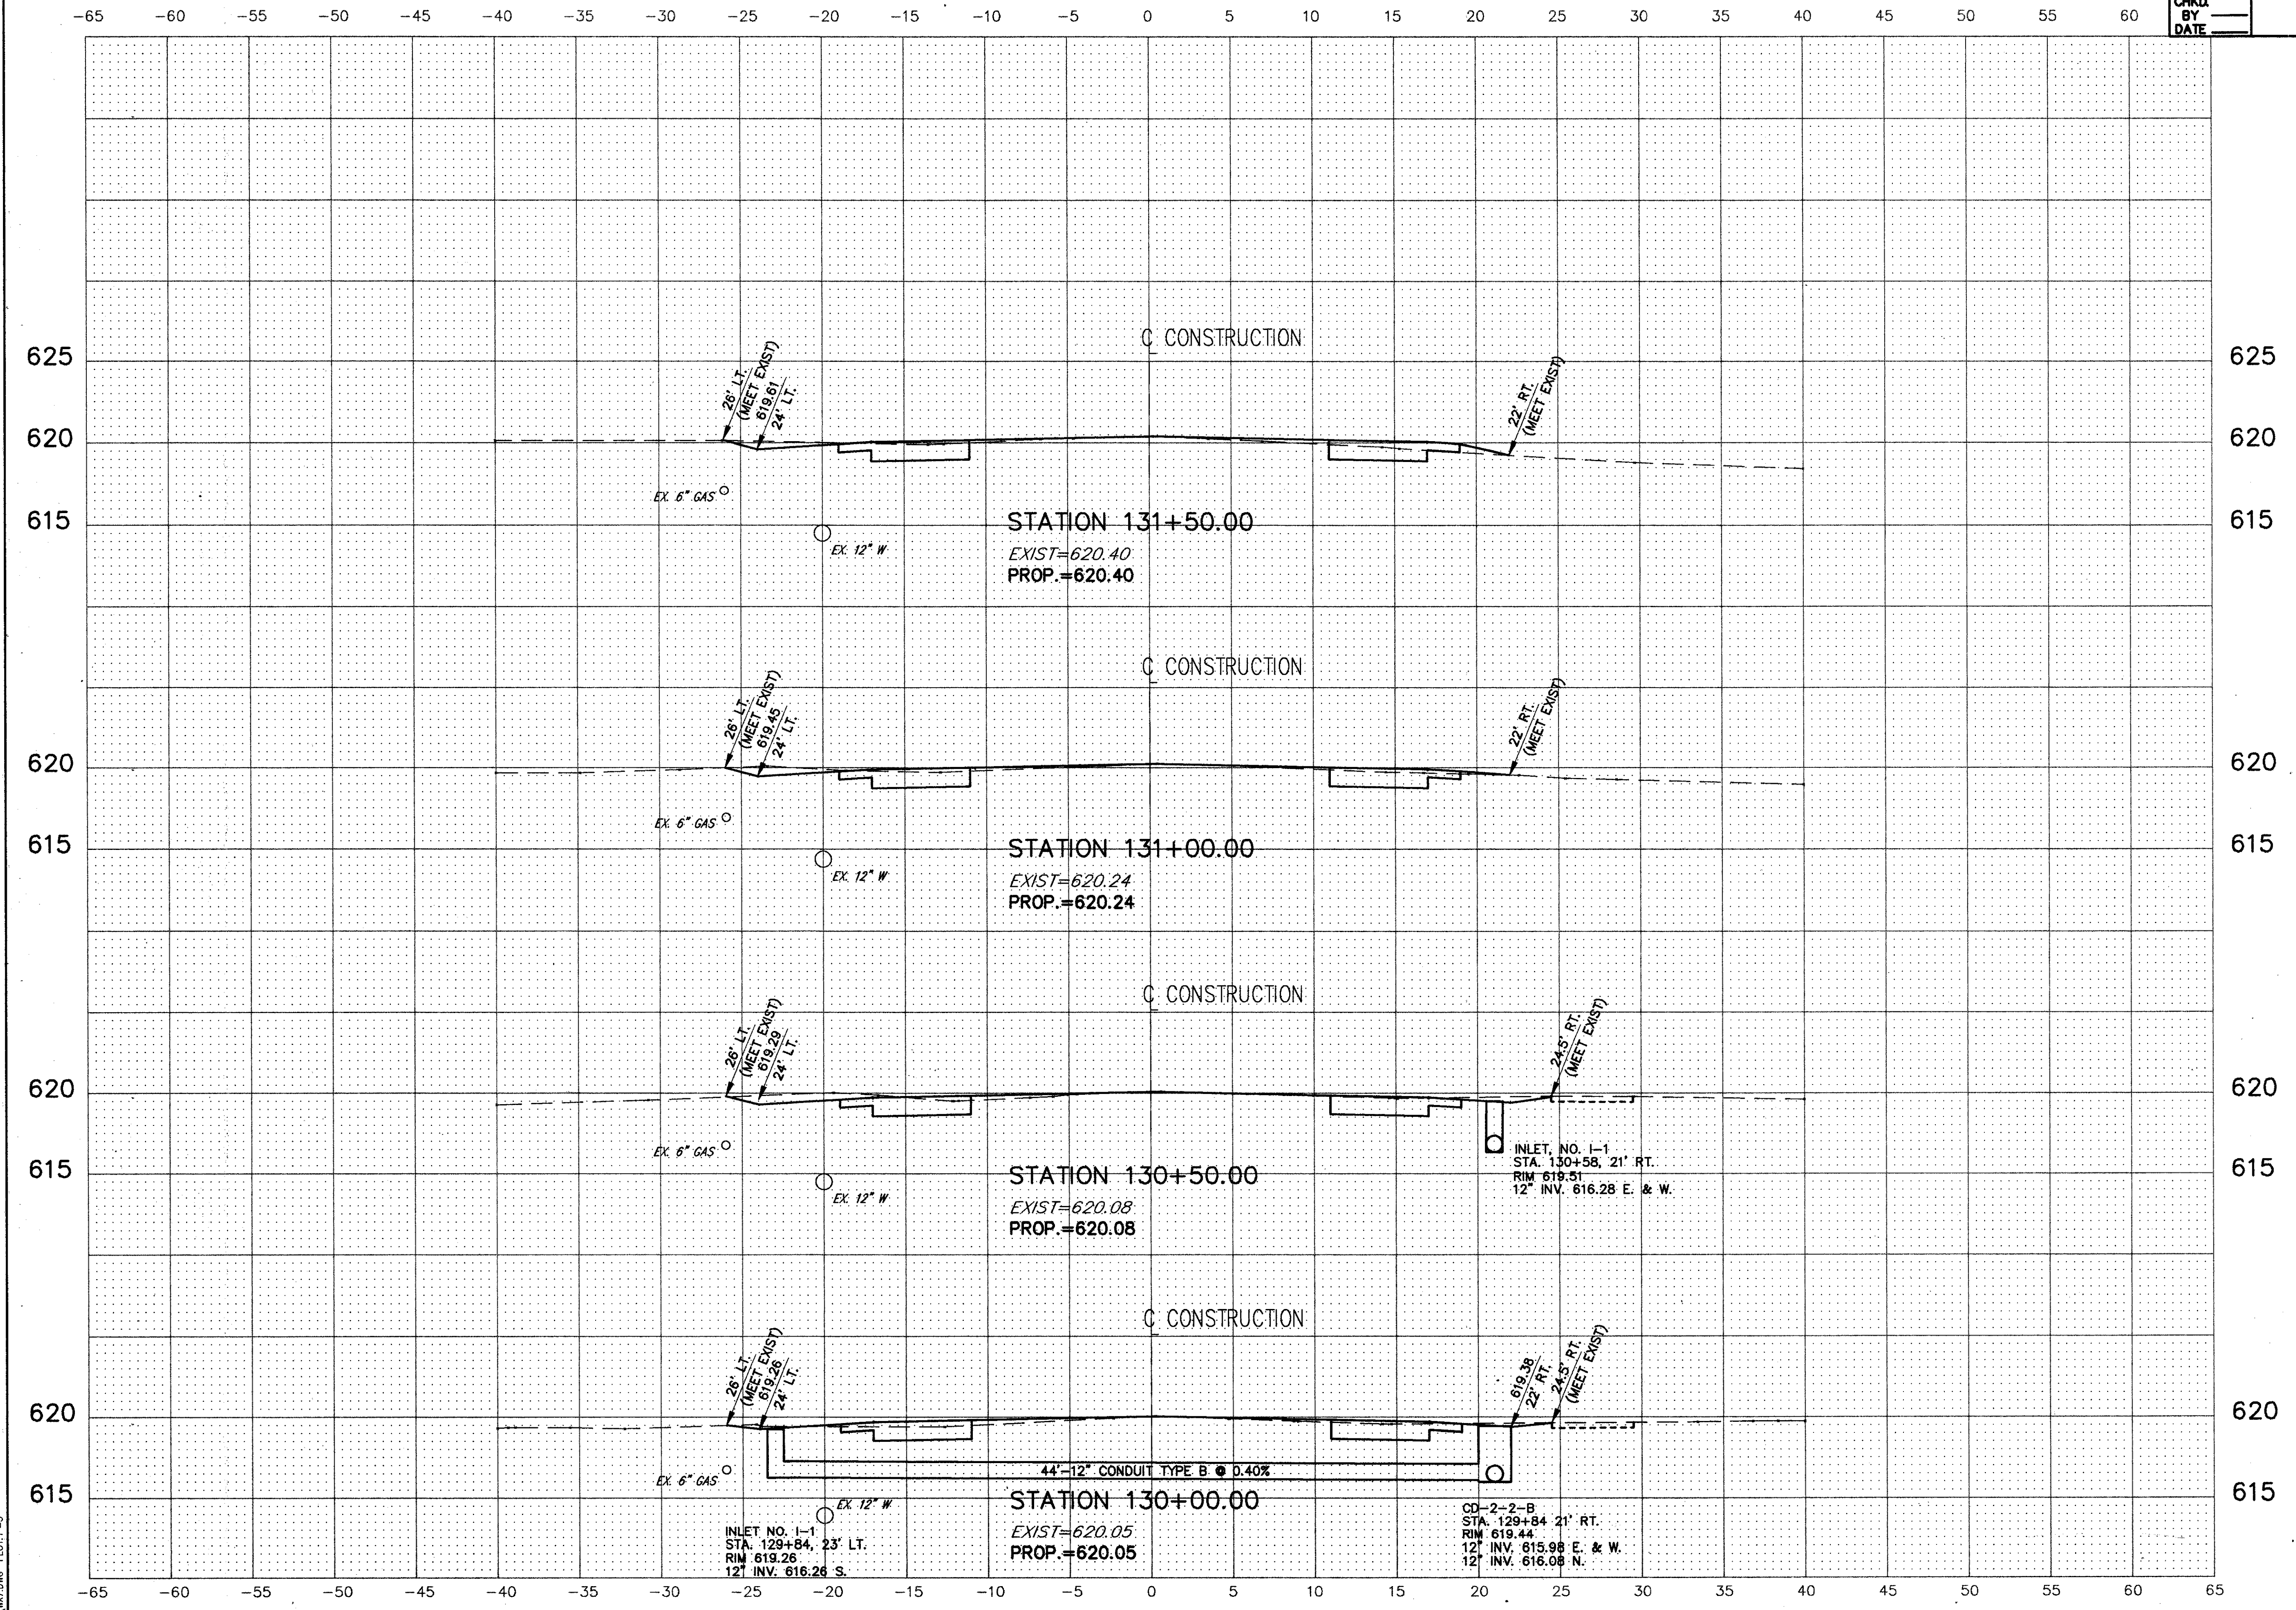 -65 -60 -55 -50 -45 -40 -35 -30 -25 -20 -15 -10 -5 0 5 10 15 20 25 30 35 40 45 50 55 60
CHKD.
BY
DATE
C CONSTRUCTION
625 625
26' LT.
(MEET EXIST)
619.61
24' LT.
22' RT.
(MEET EXIST)
620 620
EX. 6" GAS
615 615
EX. 12" W
STATION 131+50.00
EXIST=620.40
PROP.=620.40
C CONSTRUCTION
26' LT.
(MEET EXIST)
619.45
24' LT.
22' RT.
(MEET EXIST)
620 620
EX. 6" GAS
615 615
EX. 12" W
STATION 131+00.00
EXIST=620.24
PROP.=620.24
C CONSTRUCTION
26' LT.
(MEET EXIST)
619.29
24' LT.
24.5' RT.
(MEET EXIST)
620 620
EX. 6" GAS
615 615
EX. 12" W
STATION 130+50.00
EXIST=620.08
PROP.=620.08
INLET, NO. I-1
STA. 130+58, 21' RT.
RIM 619.51
12" INV. 616.28 E. & W.
C CONSTRUCTION
26' LT.
(MEET EXIST)
619.26
24' LT.
619.38
22' RT.
24.5' RT.
(MEET EXIST)
620 620
EX. 6" GAS
44'-12" CONDUIT TYPE B @ 0.40%
615 615
EX. 12" W
STATION 130+00.00
EXIST=620.05
PROP.=620.05
INLET NO. I-1
STA. 129+84, 23' LT.
RIM 619.26
12" INV. 616.26 S.
CD-2-2-B
STA. 129+84 21' RT.
RIM 619.44
12" INV. 615.98 E. & W.
12" INV. 616.08 N.
-65 -60 -55 -50 -45 -40 -35 -30 -25 -20 -15 -10 -5 0 5 10 15 20 25 30 35 40 45 50 55 60 65